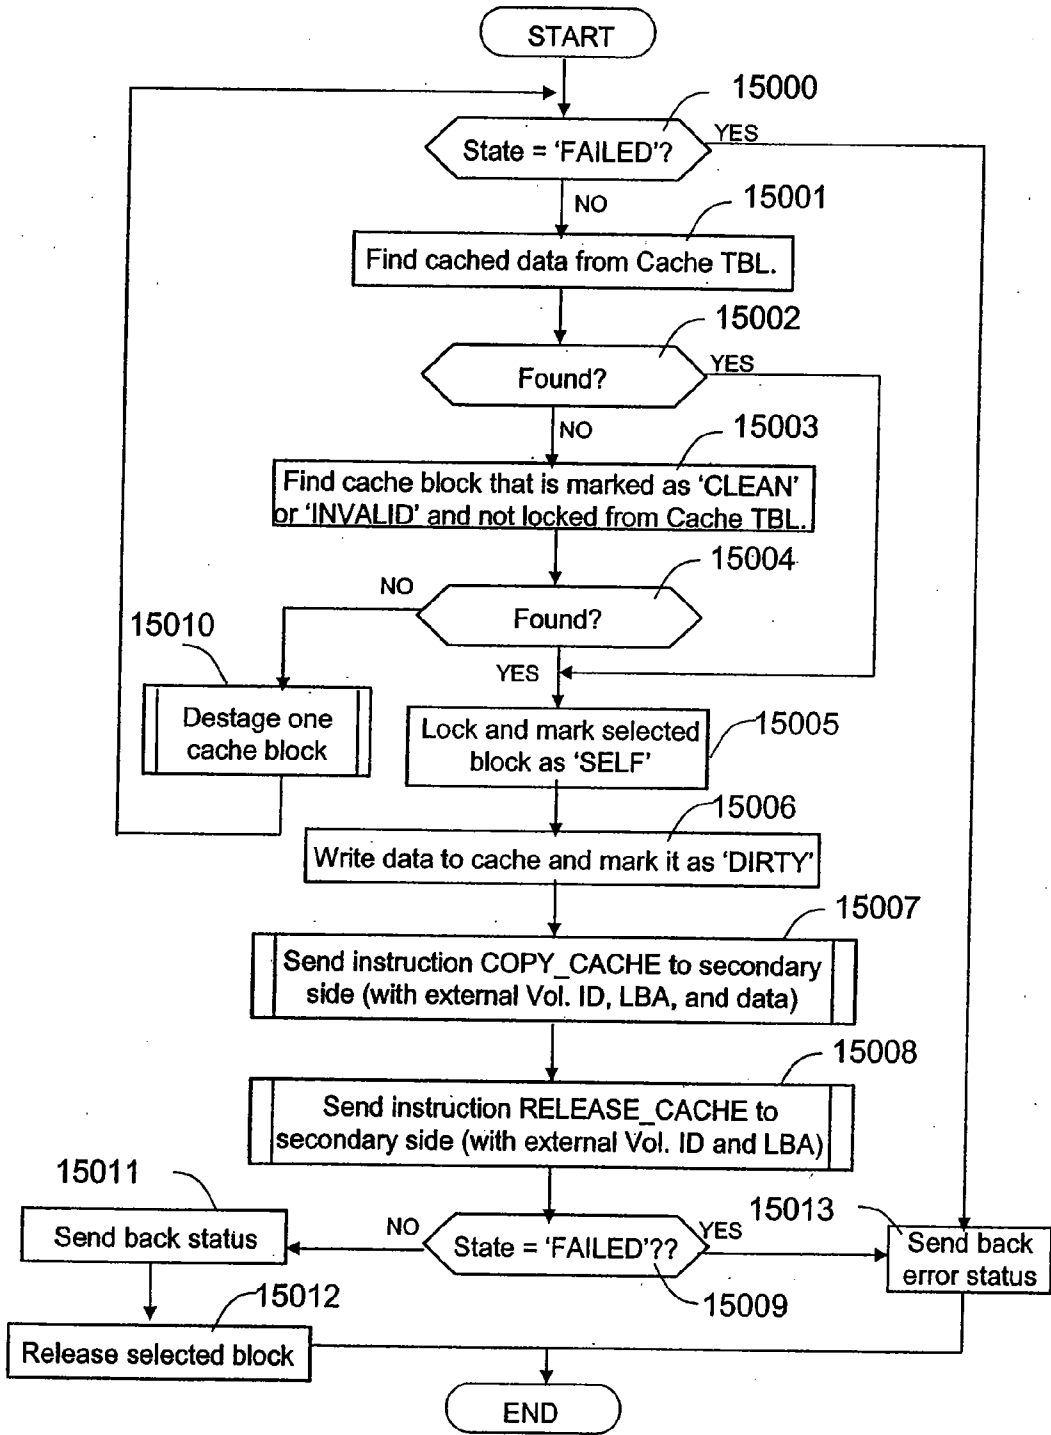 START
15000
State = 'FAILED'?
YES
NO
15001
Find cached data from Cache TBL.
15002
Found?
YES
NO
15003
Find cache block that is marked as 'CLEAN'
or 'INVALID' and not locked from Cache TBL.
15004
NO
Found?
15010
YES
Destage one
cache block
Lock and mark selected
block as 'SELF'
15005
15006
Write data to cache and mark it as 'DIRTY'
15007
Send instruction COPY_CACHE to secondary
side (with external Vol. ID, LBA, and data)
15008
Send instruction RELEASE_CACHE to
secondary side (with external Vol. ID and LBA)
15011
Send back status
NO
State = 'FAILED'??
YES
15009
15013
Send back
error status
15012
Release selected block
END